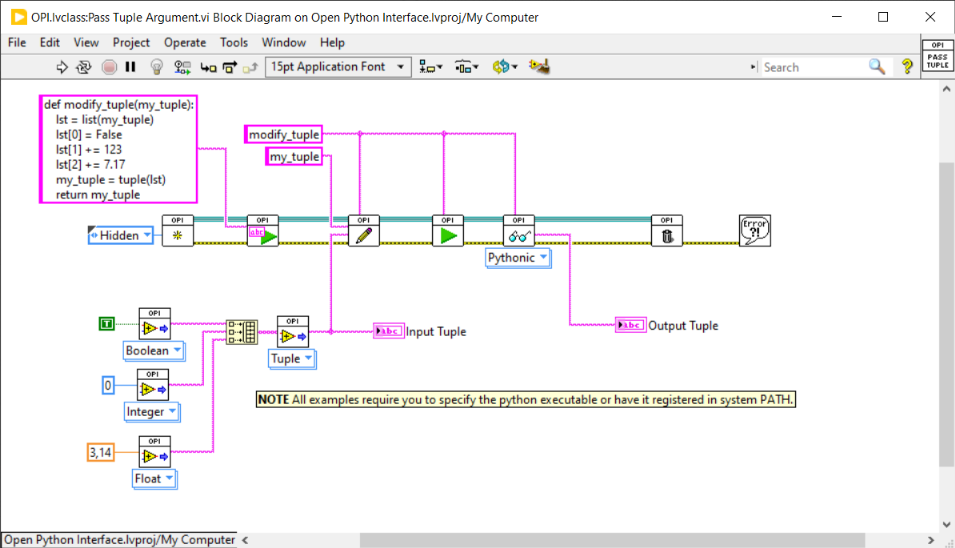 OPI.lvclass:Pass Tuple Argument.vi Block Diagram on Open Python Interface.lvproj/My Computer
File Edit View Project Operate Tools Window Help
15pt Application Font
Search
?
OPI
PASS
TUPLE
def modify_tuple(my_tuple):
lst = list(my_tuple)
lst[0] = False
lst[1] += 123
lst[2] += 7.17
my_tuple = tuple(lst)
return my_tuple
modify_tuple
my_tuple
Hidden
OPI
OPI
abc
OPI
OPI
OPI
OPI
Error
?!
Pythonic
T
OPI
Boolean
OPI
Tuple
abc Input Tuple
abc Output Tuple
0
OPI
Integer
NOTE All examples require you to specify the python executable or have it registered in system PATH.
3,14
OPI
Float
Open Python Interface.lvproj/My Computer